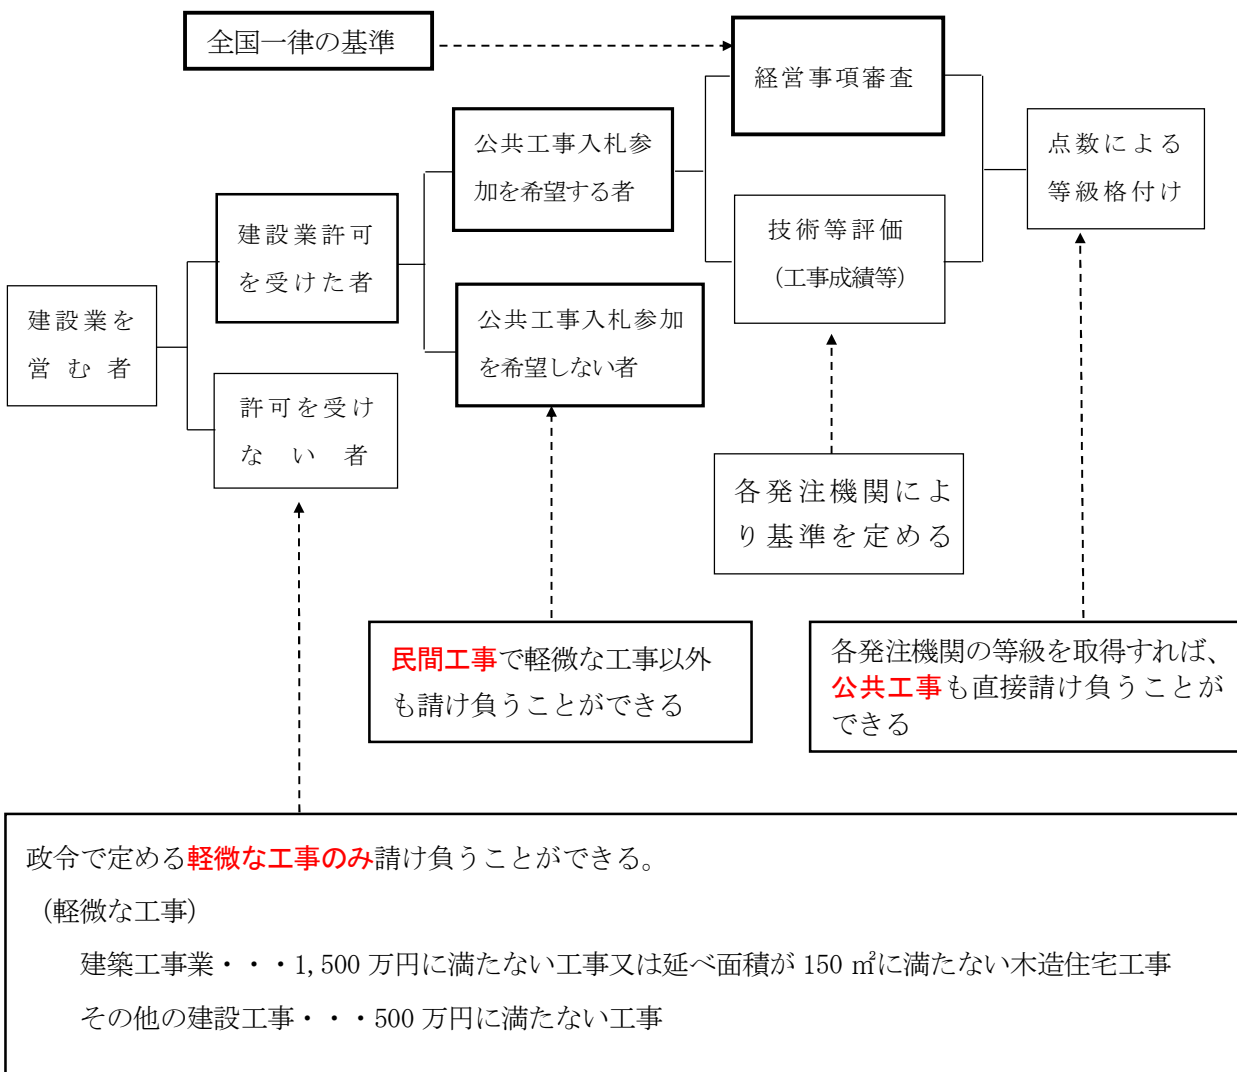 全国一律の基準
経営事項審査
公共工事入札参
加を希望する者
点数による
等級格付け
建設業許可
を受けた者
技術等評価
(工事成績等)
建設業を
営む者
公共工事入札参加
を希望しない者
許可を受け
ない者
各発注機関によ
り基準を定める
民間工事で軽微な工事以外
も請け負うことができる
各発注機関の等級を取得すれば、
公共工事も直接請け負うことが
できる
政令で定める軽微な工事のみ請け負うことができる。
(軽微な工事)
建築工事業・・・1,500万円に満たない工事又は延べ面積が150㎡に満たない木造住宅工事
その他の建設工事・・・500万円に満たない工事